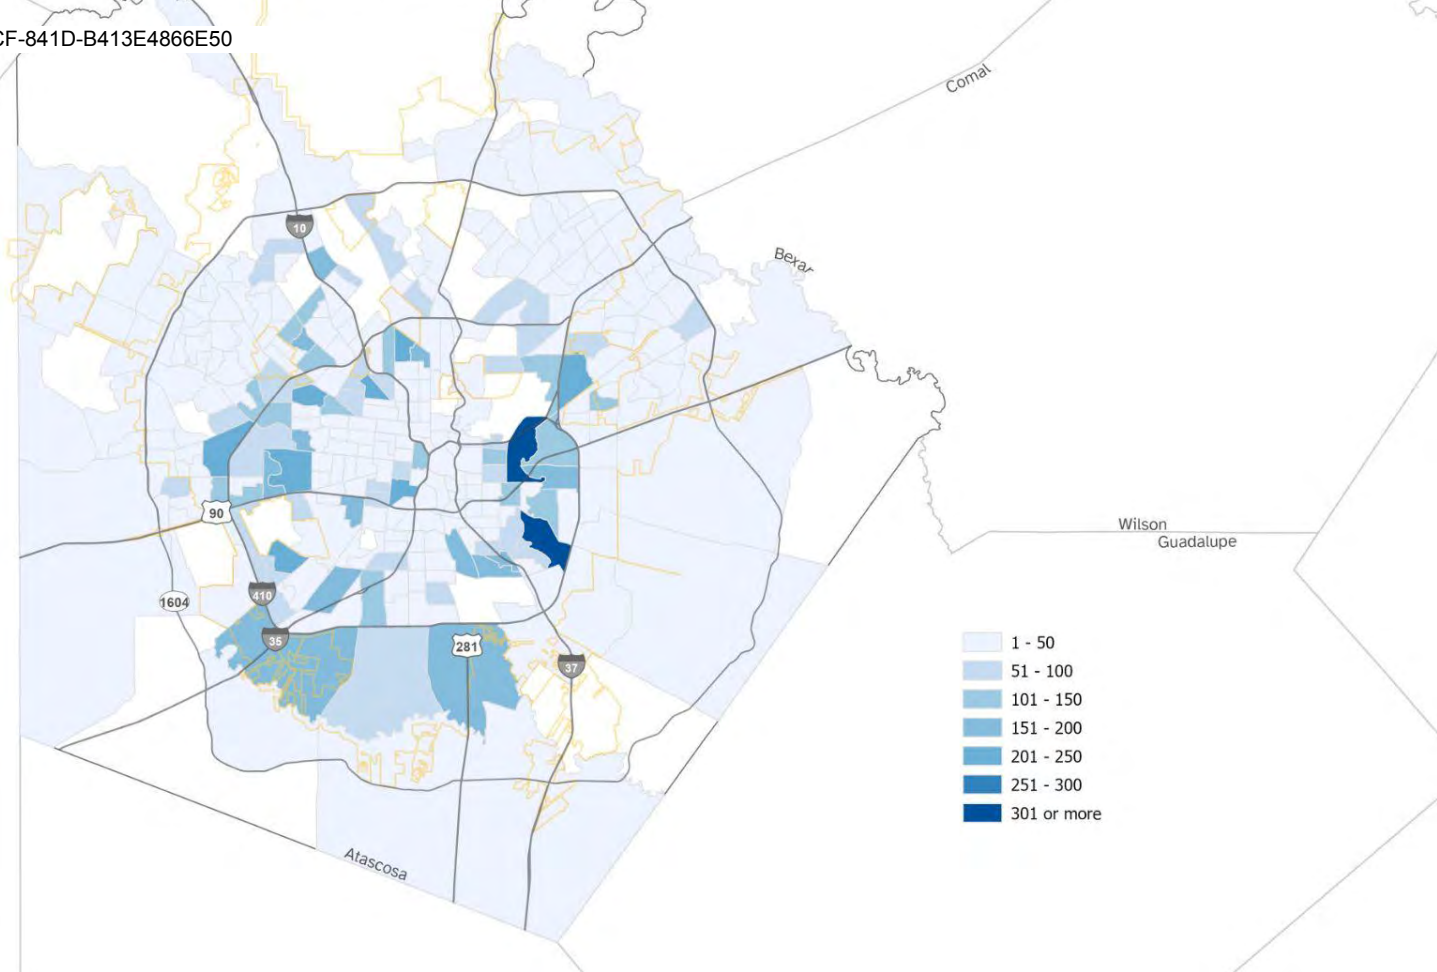 CF-841D-B413E4866E50
Comal
10
Bexar
90
Wilson
Guadalupe
410
1604
35
281
37
1 - 50
51 - 100
101 - 150
151 - 200
201 - 250
251 - 300
301 or more
Atascosa